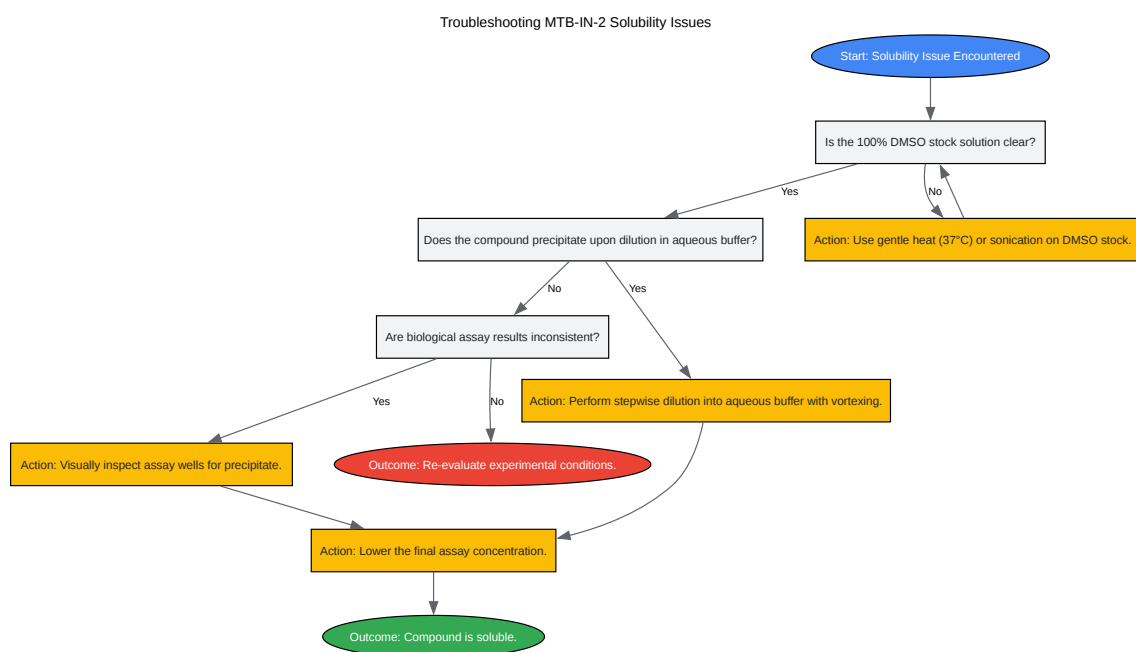 Troubleshooting MTB-IN-2 Solubility Issues
Start: Solubility Issue Encountered
Is the 100% DMSO stock solution clear?
Yes
No
Does the compound precipitate upon dilution in aqueous buffer?
Action: Use gentle heat (37°C) or sonication on DMSO stock.
No
Yes
Are biological assay results inconsistent?
Yes
No
Action: Perform stepwise dilution into aqueous buffer with vortexing.
Action: Visually inspect assay wells for precipitate.
Outcome: Re-evaluate experimental conditions.
Action: Lower the final assay concentration.
Outcome: Compound is soluble.